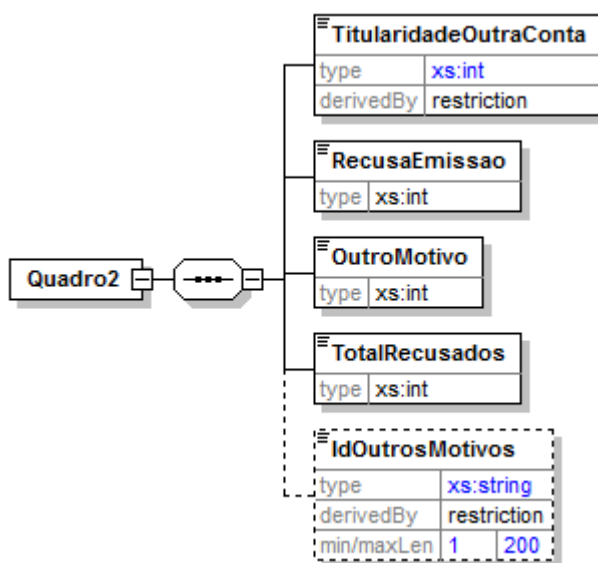 TitularidadeOutraConta
type xs:int
derivedBy restriction
RecusaEmissao
type xs:int
Quadro2
OutroMotivo
type xs:int
TotalRecusados
type xs:int
IdOutrosMotivos
type xs:string
derivedBy restriction
min/maxLen 1 200